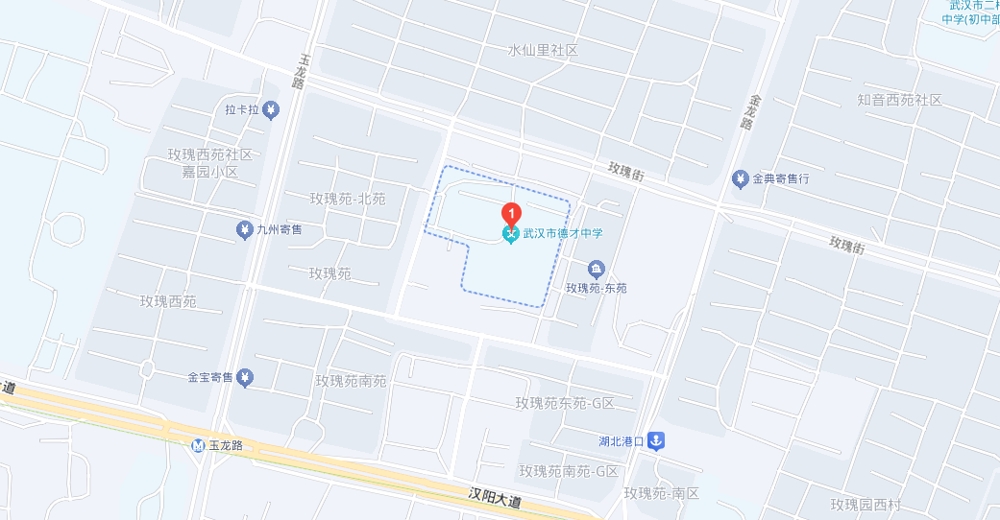 武汉市二
中学(初中部
水仙里社区
玉龙路
金龙路
知音西苑社区
拉卡拉
玫瑰西苑社区
嘉园小区
玫瑰街
金典寄售行
玫瑰苑-北苑
1
九州寄售
武汉市德才中学
玫瑰街
玫瑰苑
玫瑰苑-东苑
玫瑰西苑
金宝寄售
玫瑰苑南苑
道
玫瑰苑东苑-G区
玉龙路
湖北港口
玫瑰苑南苑-G区
汉阳大道
玫瑰苑-南区
玫瑰园西村